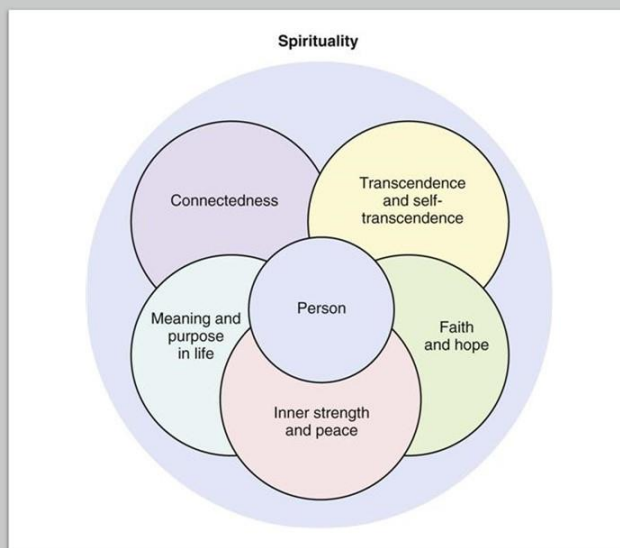 Spirituality
Connectedness
Transcendence
and self-
transcendence
Person
Meaning and
purpose
in life
Faith
and hope
Inner strength
and peace